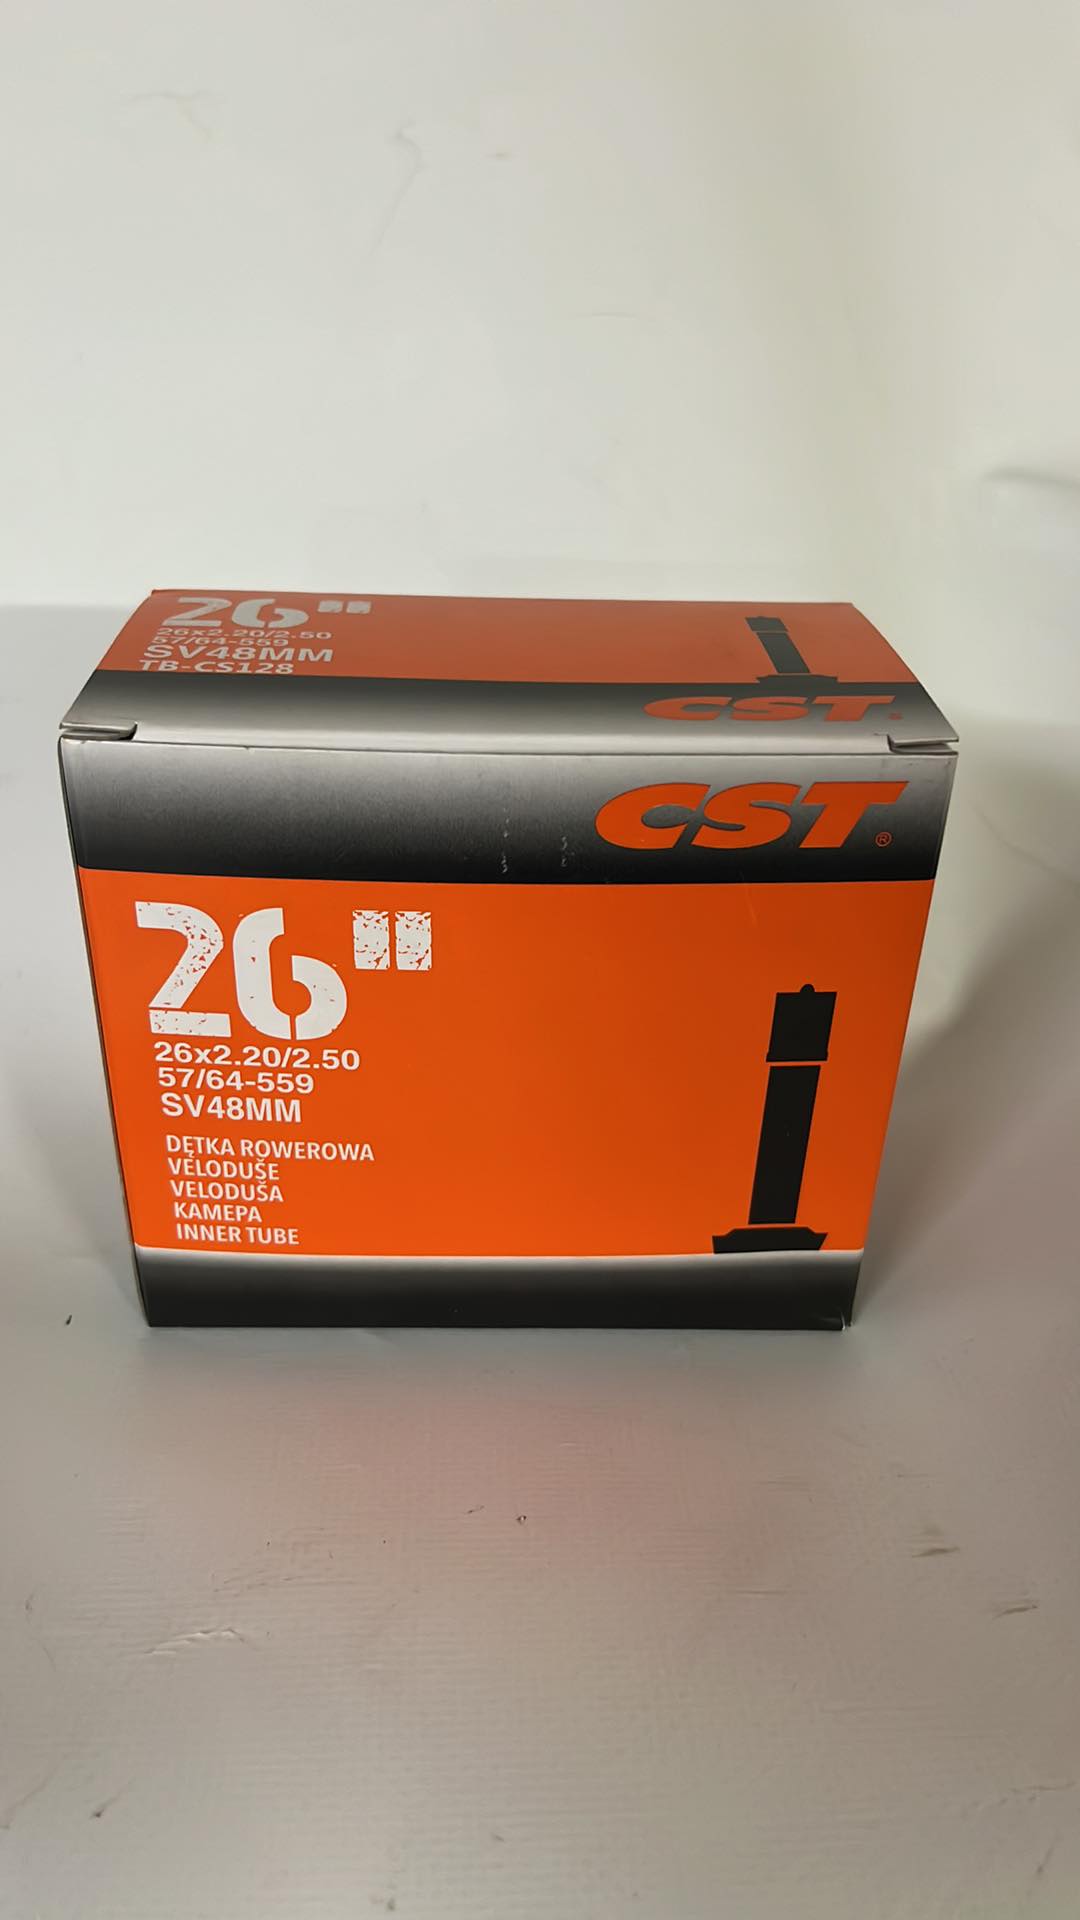 26"
26x2.20/2.50
57/64-559
SV48MM
TB-CS128
CST®
CST®
26"
26x2.20/2.50
57/64-559
SV48MM
DĘTKA ROWEROWA
VELODUŠE
VELODUŠA
КАМЕРА
INNER TUBE